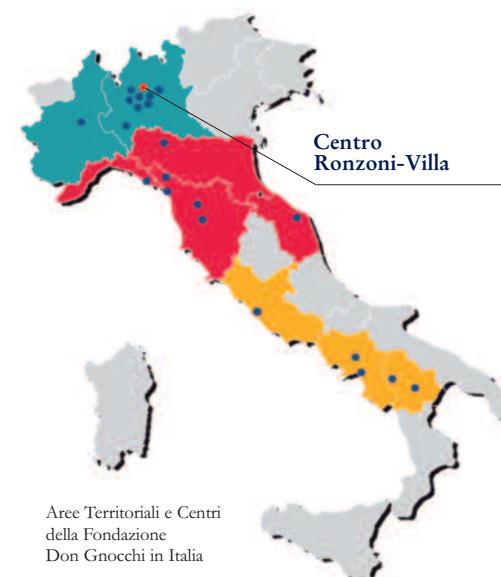 Centro
Ronzoni-Villa
Aree Territoriali e Centri
della Fondazione
Don Gnocchi in Italia